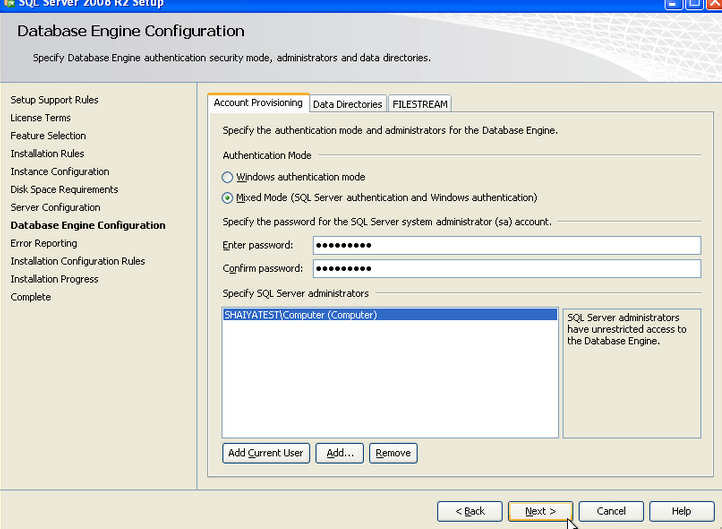 SQL Server 2008 R2 Setup
Database Engine Configuration
Specify Database Engine authentication security mode, administrators and data directories.
Setup Support Rules
License Terms
Feature Selection
Installation Rules
Instance Configuration
Disk Space Requirements
Server Configuration
Database Engine Configuration
Error Reporting
Installation Configuration Rules
Installation Progress
Complete
Account Provisioning
Data Directories
FILESTREAM
Specify the authentication mode and administrators for the Database Engine.
Authentication Mode
Windows authentication mode
Mixed Mode (SQL Server authentication and Windows authentication)
Specify the password for the SQL Server system administrator (sa) account.
Enter password: ●●●●●●●●●
Confirm password: ●●●●●●●●●
Specify SQL Server administrators
SHAIYATEST\Computer (Computer)
SQL Server administrators
have unrestricted access to
the Database Engine.
Add Current User
Add...
Remove
< Back
Next >
Cancel
Help